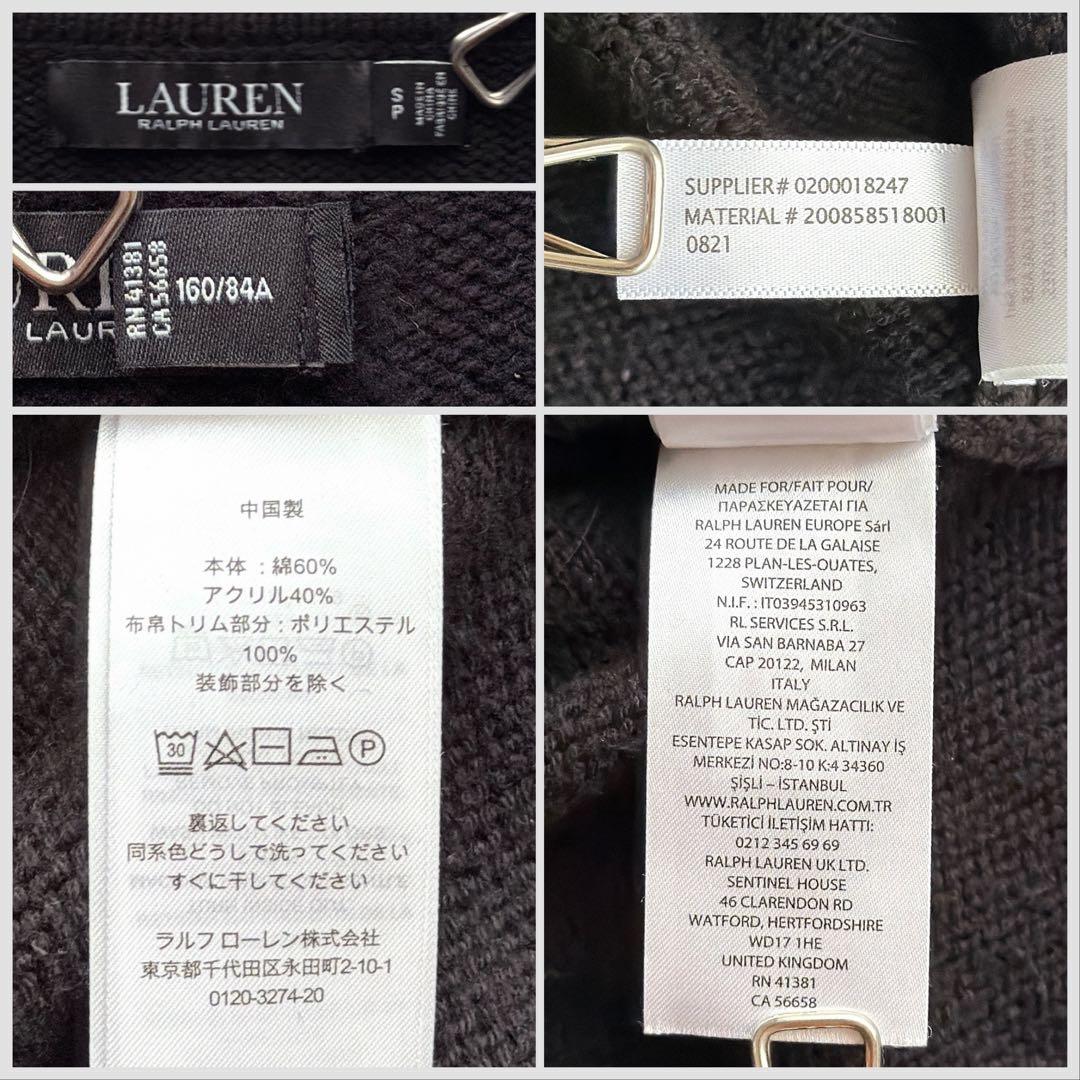 LAUREN
RALPH LAUREN
SP
MADE IN
CHINA
FABRIQUÉ EN
CHINE
RN 41381
CA 56658
160/84A
LAUR
SUPPLIER# 0200018247
MATERIAL # 200858518001
0821
中国製
本体 : 綿60%
アクリル40%
布帛トリム部分 : ポリエステル
100%
装飾部分を除く
30
P
裏返してください
同系色どうしで洗ってください
すぐに干してください
ラルフ ローレン株式会社
東京都千代田区永田町2-10-1
0120-3274-20
MADE FOR/FAIT POUR/
ΠΑΡΑΣΚΕΥΑΖΕΤΑΙ ΓΙΑ
RALPH LAUREN EUROPE Sárl
24 ROUTE DE LA GALAISE
1228 PLAN-LES-OUATES,
SWITZERLAND
N.I.F. : IT03945310963
RL SERVICES S.R.L.
VIA SAN BARNABA 27
CAP 20122, MILAN
ITALY
RALPH LAUREN MAĞAZACILIK VE
TİC. LTD. ŞTİ
ESENTEPE KASAP SOK. ALTINAY İŞ
MERKEZİ NO:8-10 K:4 34360
ŞİŞLİ – İSTANBUL
WWW.RALPHLAUREN.COM.TR
TÜKETİCİ İLETİŞİM HATTI:
0212 345 69 69
RALPH LAUREN UK LTD.
SENTINEL HOUSE
46 CLARENDON RD
WATFORD, HERTFORDSHIRE
WD17 1HE
UNITED KINGDOM
RN 41381
CA 56658